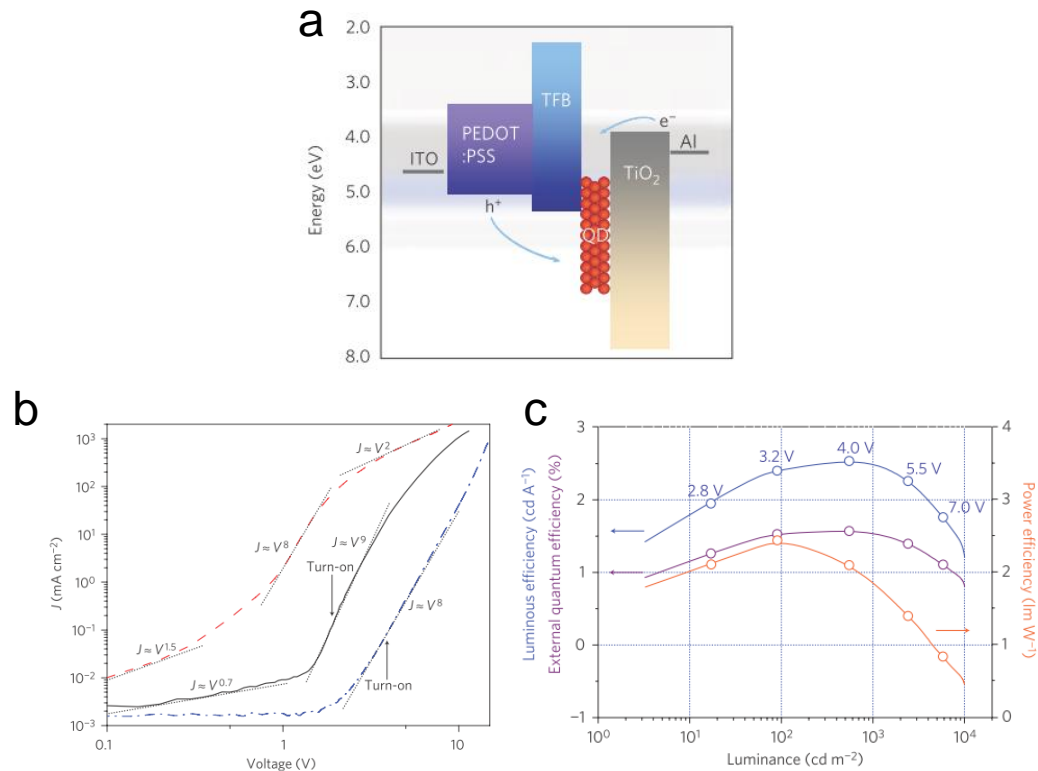 a
2.0
3.0
4.0
5.0
6.0
7.0
8.0
Energy (eV)
ITO
PEDOT
:PSS
TFB
QD
TiO₂
Al
e⁻
h⁺
b
10³
10²
10¹
10⁰
10⁻¹
10⁻²
10⁻³
J (mA cm⁻²)
J ≈ V²
J ≈ V⁸
J ≈ V⁹
Turn-on
J ≈ V⁸
J ≈ V¹·⁵
J ≈ V⁰·⁷
Turn-on
0.1
1
10
Voltage (V)
c
3
2
1
0
−1
Luminous efficiency (cd A⁻¹)
External quantum efficiency (%)
2.8 V
3.2 V
4.0 V
5.5 V
7.0 V
4
3
2
1
0
Power efficiency (lm W⁻¹)
10⁰
10¹
10²
10³
10⁴
Luminance (cd m⁻²)